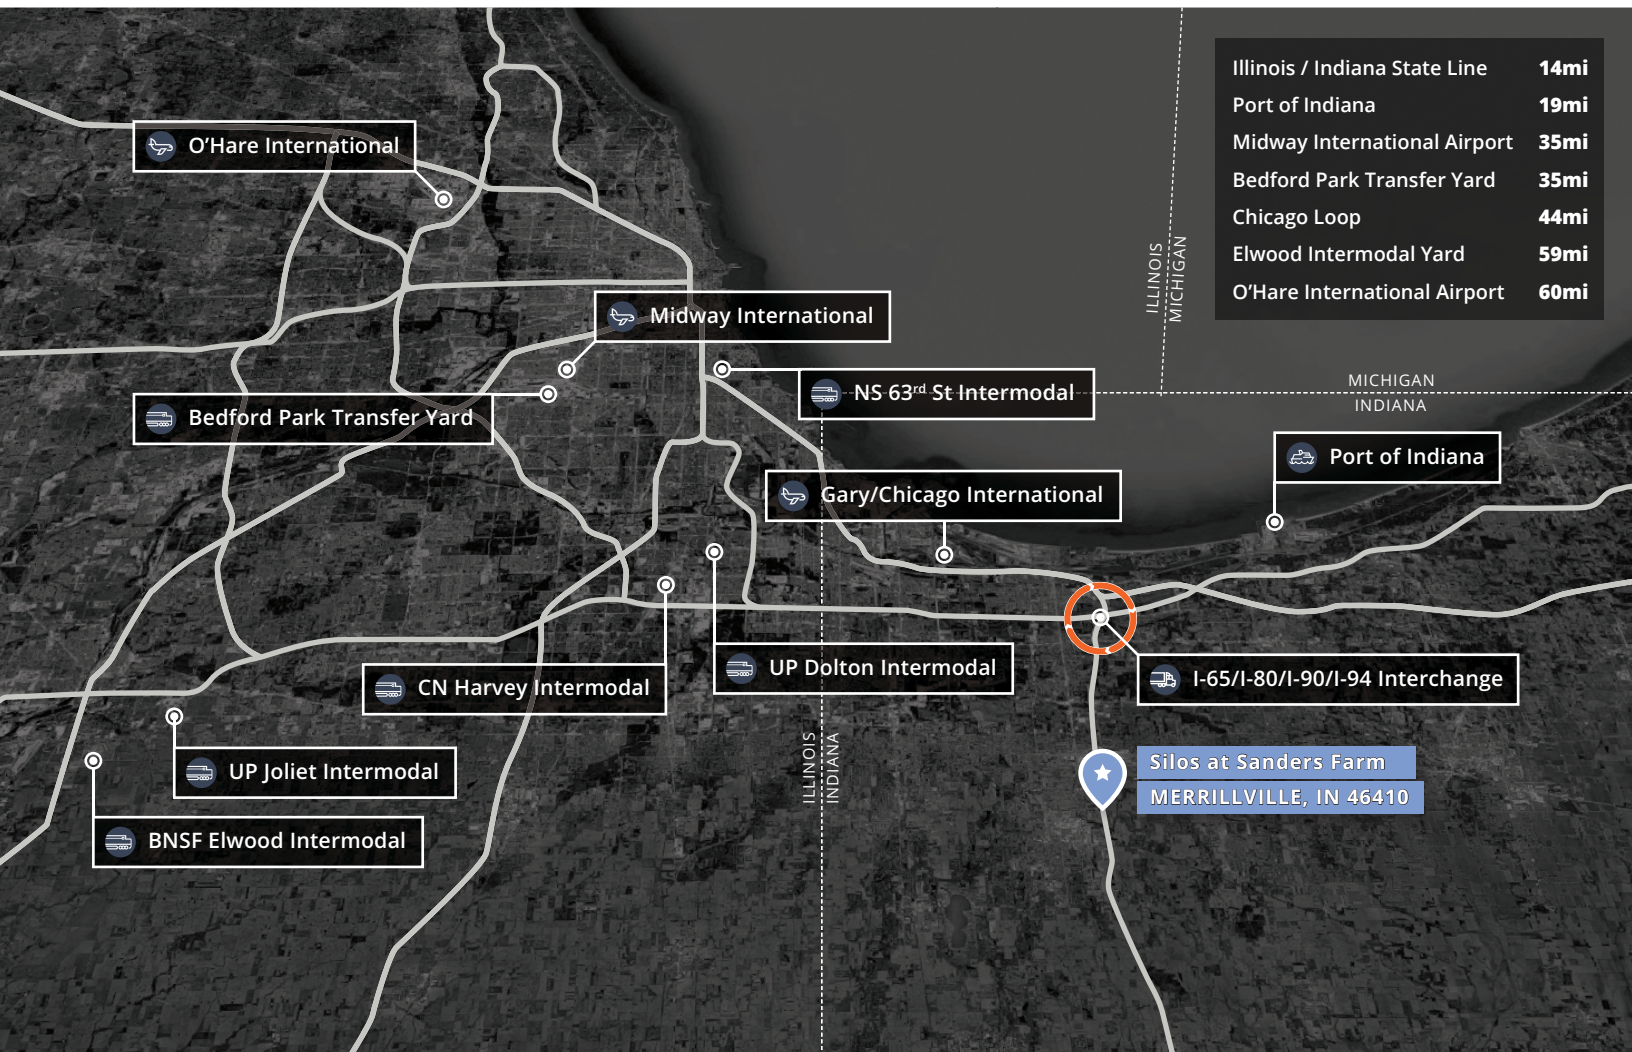 Illinois / Indiana State Line 14mi
Port of Indiana 19mi
Midway International Airport 35mi
Bedford Park Transfer Yard 35mi
Chicago Loop 44mi
Elwood Intermodal Yard 59mi
O’Hare International Airport 60mi
O’Hare International
ILLINOIS
MICHIGAN
Midway International
MICHIGAN
INDIANA
NS 63rd St Intermodal
Bedford Park Transfer Yard
Port of Indiana
Gary/Chicago International
UP Dolton Intermodal
I-65/I-80/I-90/I-94 Interchange
CN Harvey Intermodal
ILLINOIS
INDIANA
Silos at Sanders Farm
MERRILLVILLE, IN 46410
UP Joliet Intermodal
BNSF Elwood Intermodal